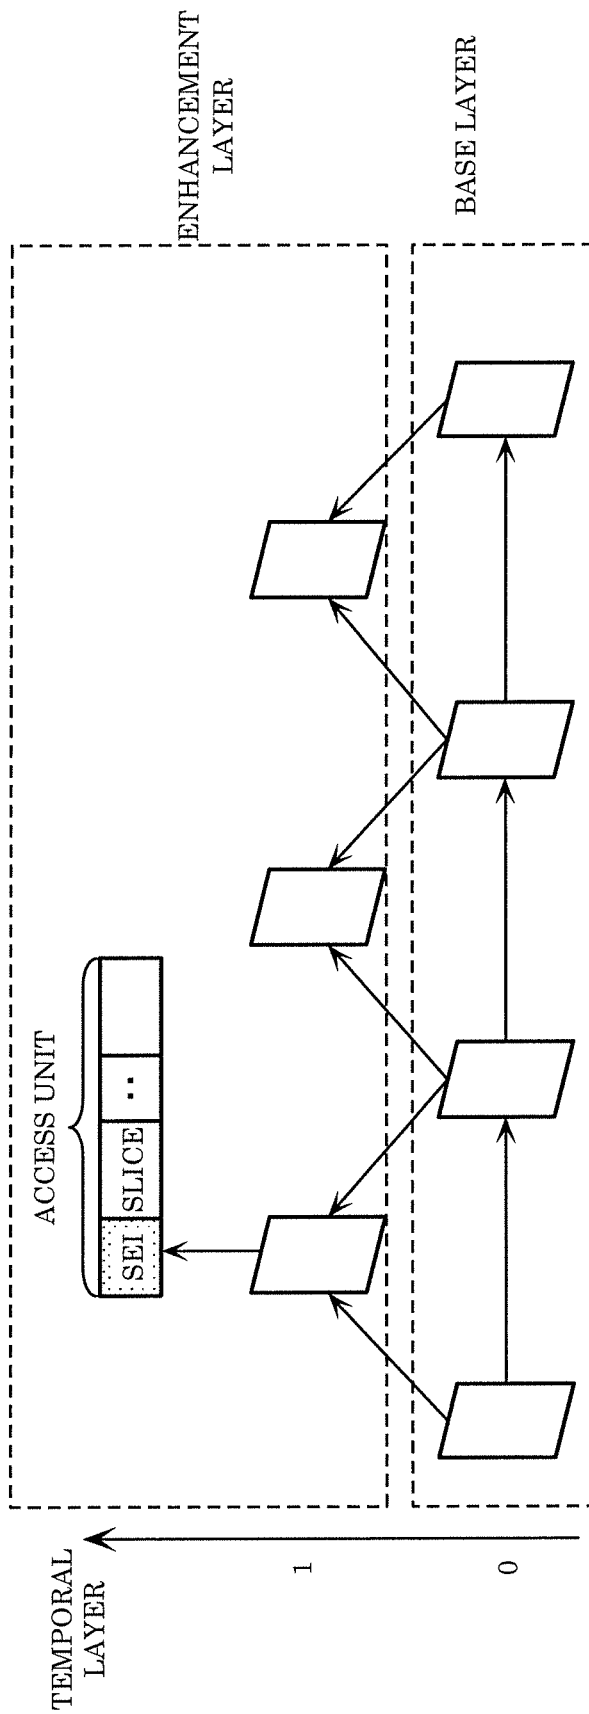 TEMPORAL
LAYER
1
0
ACCESS UNIT
SEI
SLICE
..
ENHANCEMENT
LAYER
BASE LAYER